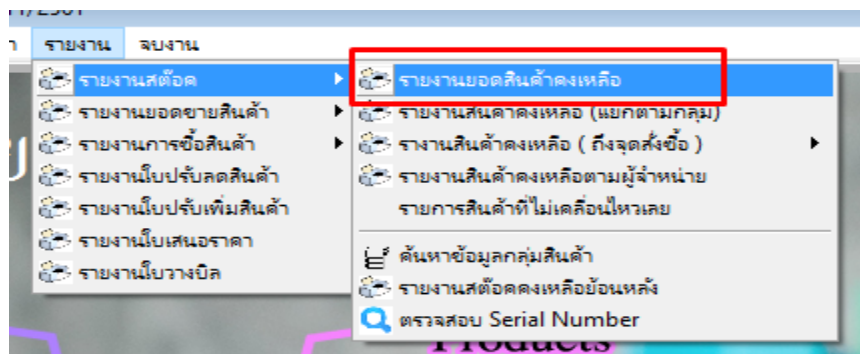 รายงาน จบงาน
รายงานสต๊อค
รายงานยอดขายสินค้า
รายงานการซื้อสินค้า
รายงานใบปรับลดสินค้า
รายงานใบปรับเพิ่มสินค้า
รายงานใบเสนอราคา
รายงานใบวางบิล
รายงานยอดสินค้าคงเหลือ
รายงานสินค้าคงเหลือ (แยกตามกลุ่ม)
รางานสินค้าคงเหลือ ( ถึงจุดสั่งซื้อ )
รายงานสินค้าคงเหลือตามผู้จำหน่าย
รายการสินค้าที่ไม่เคลื่อนไหวเลย
ค้นหาข้อมูลกลุ่มสินค้า
รายงานสต๊อคคงเหลือย้อนหลัง
ตรวจสอบ Serial Number
Products